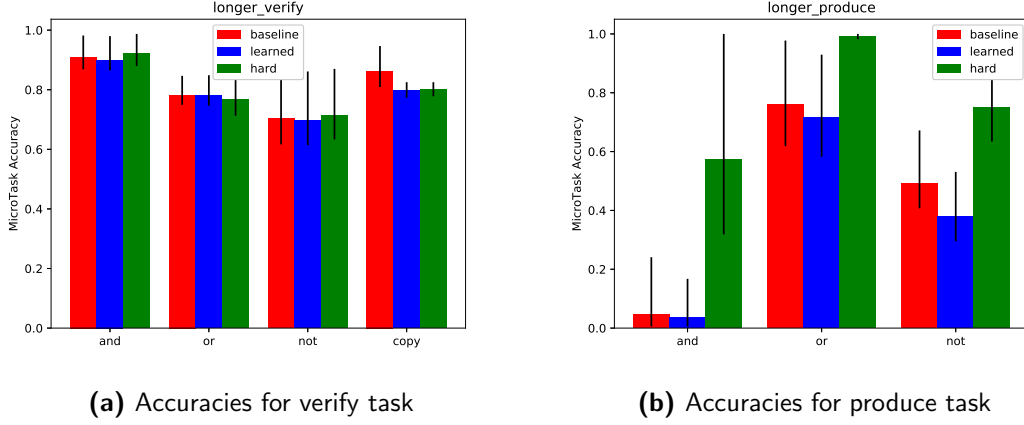 longer_verify
MicroTask Accuracy
1.0
0.8
0.6
0.4
0.2
0.0
baseline
learned
hard
and or not copy
(a) Accuracies for verify task
longer_produce
MicroTask Accuracy
1.0
0.8
0.6
0.4
0.2
0.0
baseline
learned
hard
and or not
(b) Accuracies for produce task